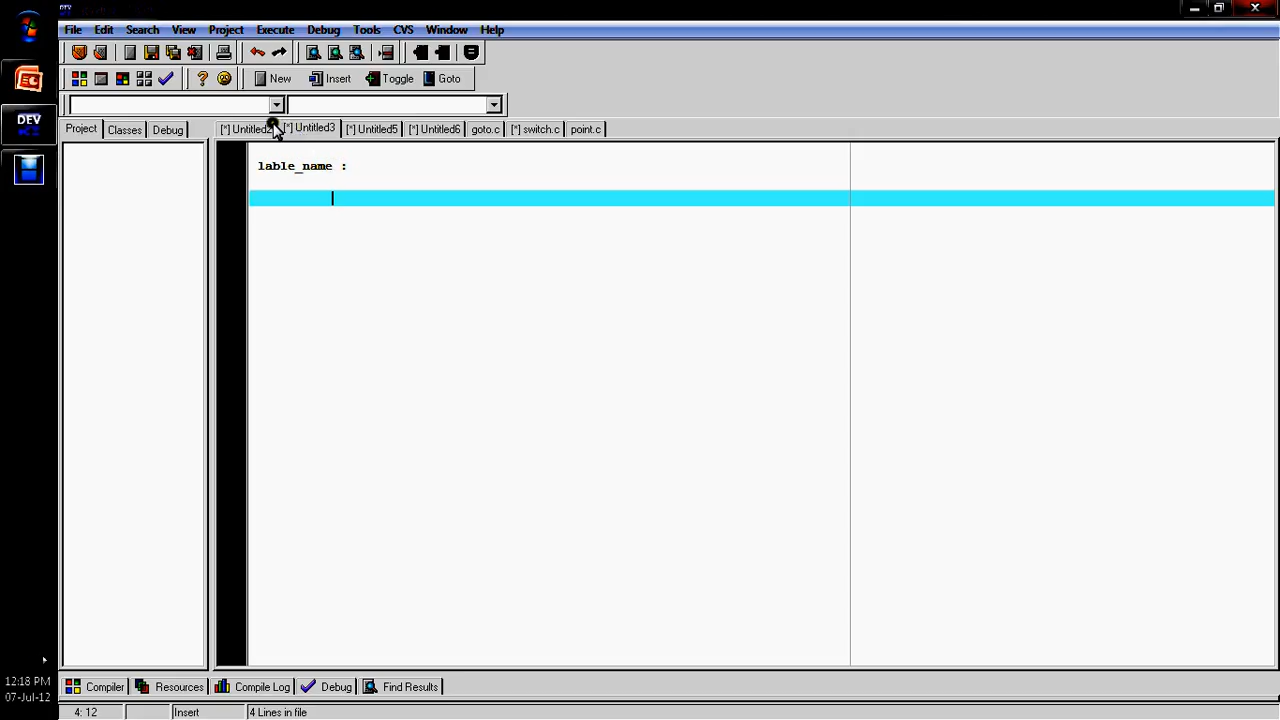 DEV
File Edit Search View Project Execute Debug Tools CVS Window Help
New Insert Toggle Goto
Project Classes Debug
[*] Untitled2 [*] Untitled3 [*] Untitled5 [*] Untitled6 goto.c [*] switch.c point.c
DEV
lable_name :
Compiler Resources Compile Log Debug Find Results
12:18 PM
07-Jul-12
4: 12 Insert 4 Lines in file